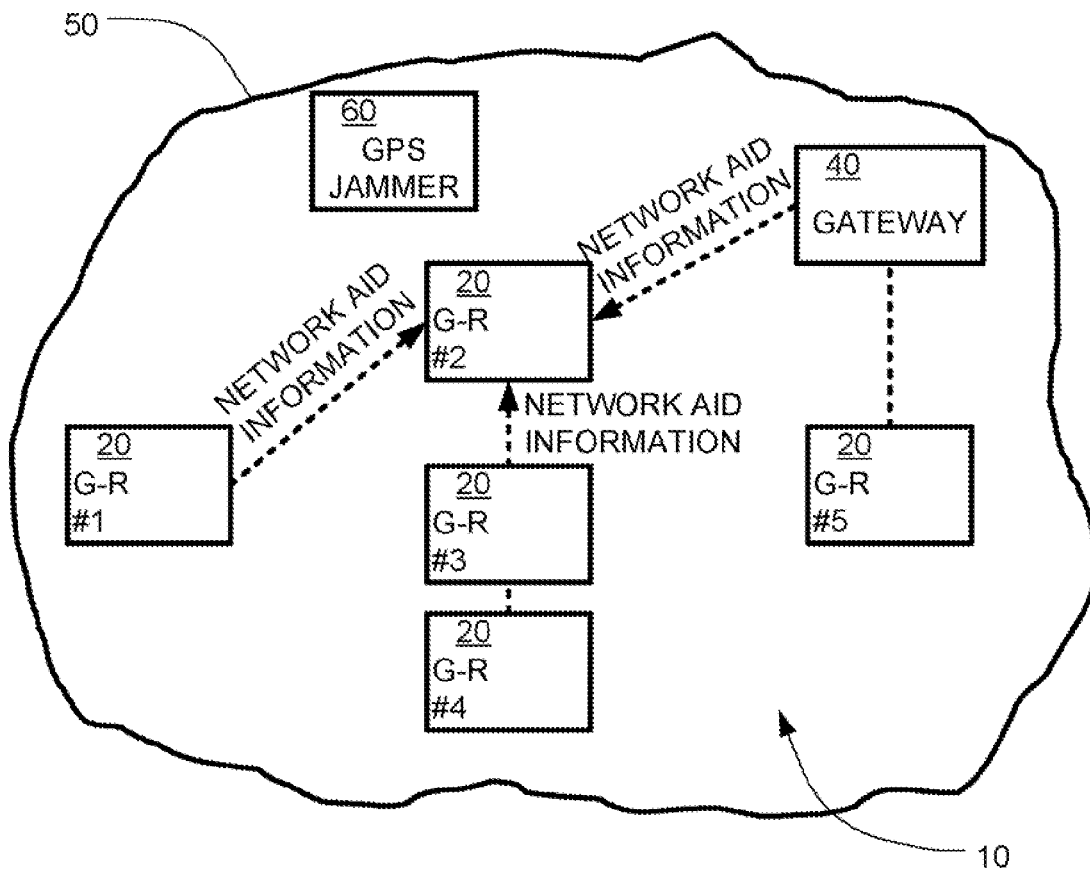 50
60
GPS
JAMMER
40
GATEWAY
NETWORK AID
INFORMATION
20
G-R
#2
NETWORK AID
INFORMATION
NETWORK AID
INFORMATION
20
G-R
#1
20
G-R
#3
20
G-R
#5
20
G-R
#4
10